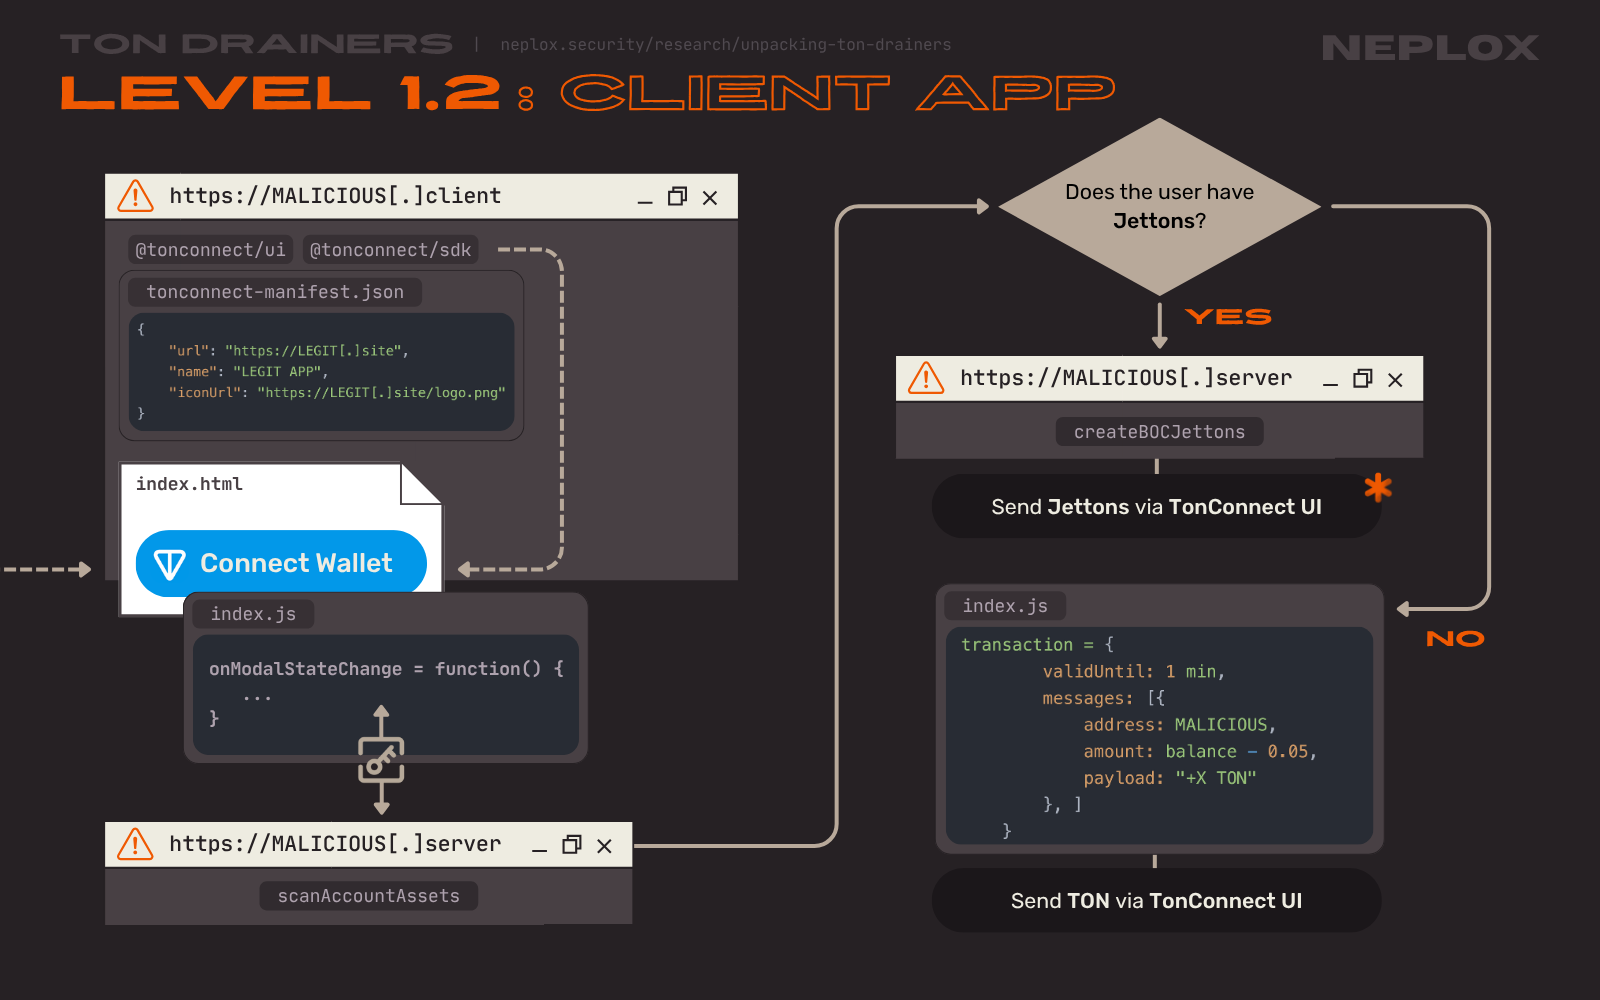 TON DRAINERS | neplox.security/research/unpacking-ton-drainers
NEPLOX
LEVEL 1.2: CLIENT APP
https://MALICIOUS[.]client
@tonconnect/ui @tonconnect/sdk
tonconnect-manifest.json
{
"url": "https://LEGIT[.]site",
"name": "LEGIT APP",
"iconUrl": "https://LEGIT[.]site/logo.png"
}
index.html
Connect Wallet
index.js
onModalStateChange = function() {
...
}
https://MALICIOUS[.]server
scanAccountAssets
Does the user have
Jettons?
YES
https://MALICIOUS[.]server
createBOCJettons
Send Jettons via TonConnect UI *
NO
index.js
transaction = {
validUntil: 1 min,
messages: [{
address: MALICIOUS,
amount: balance - 0.05,
payload: "+X TON"
}, ]
}
Send TON via TonConnect UI